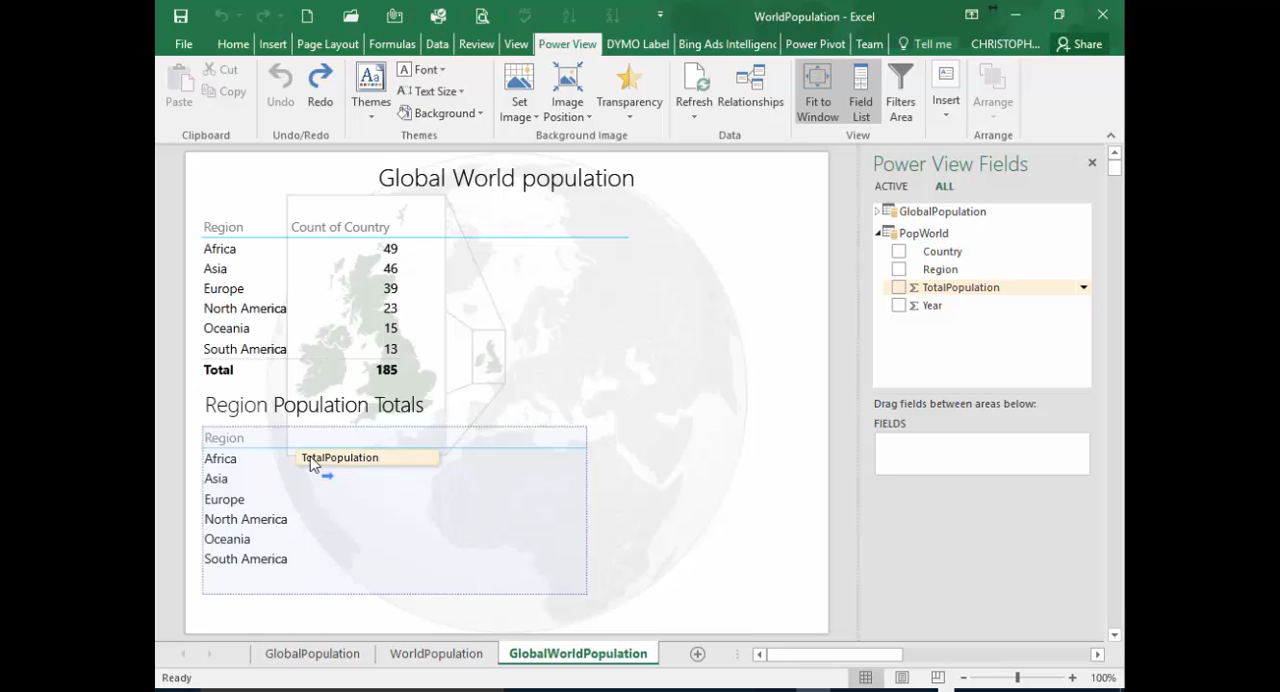 WorldPopulation - Excel
File Home Insert Page Layout Formulas Data Review View Power View DYMO Label Bing Ads Intelligenc Power Pivot Team Tell me CHRISTOPH... Share
Paste Cut Copy
Clipboard
Undo Redo
Undo/Redo
Themes Font Text Size Background
Themes
Set Image Image Position Transparency
Background Image
Refresh Relationships
Data
Fit to Window Field List Filters Area
View
Insert
Arrange
Arrange
Global World population
Region Count of Country
Africa 49
Asia 46
Europe 39
North America 23
Oceania 15
South America 13
Total 185
Region Population Totals
Region
Africa
TotalPopulation
Asia
Europe
North America
Oceania
South America
Power View Fields
ACTIVE ALL
GlobalPopulation
PopWorld
Country
Region
Σ TotalPopulation
Σ Year
Drag fields between areas below:
FIELDS
GlobalPopulation WorldPopulation GlobalWorldPopulation
Ready 100%